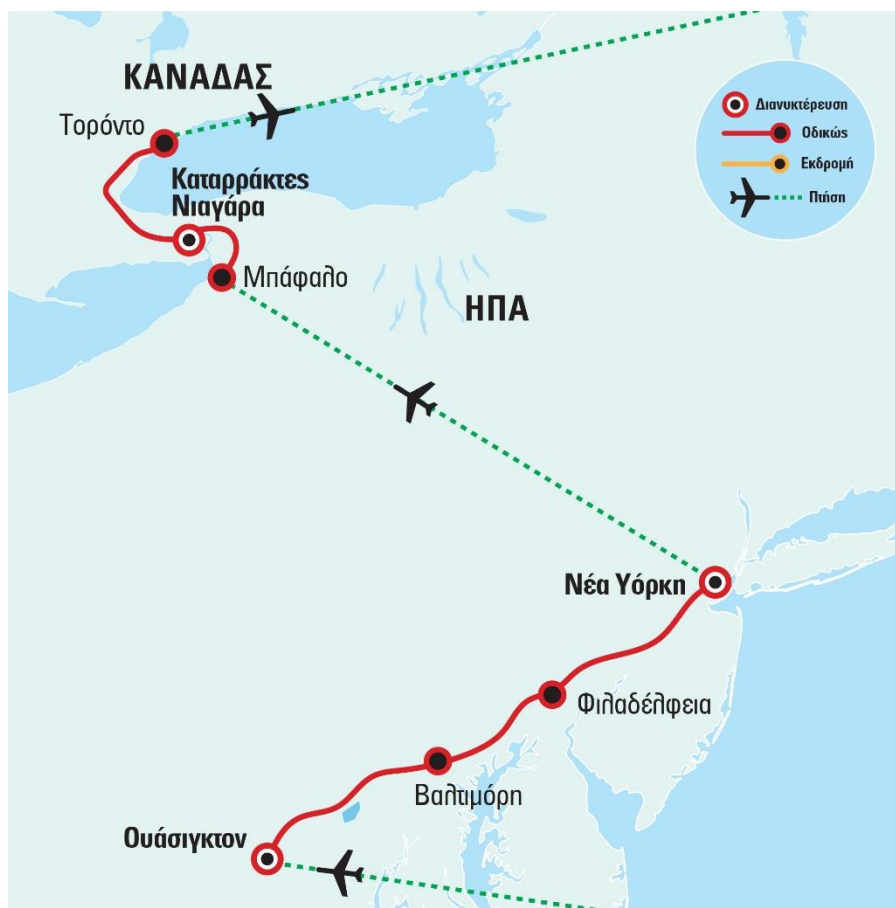 ΚΑΝΑΔΑΣ
Τορόντο
Καταρράκτες
Νιαγάρα
Μπάφαλο
ΗΠΑ
Διανυκτέρευση
Οδικώς
Εκδρομή
Πτήση
Νέα Υόρκη
Φιλαδέλφεια
Βαλτιμόρη
Ουάσιγκτον